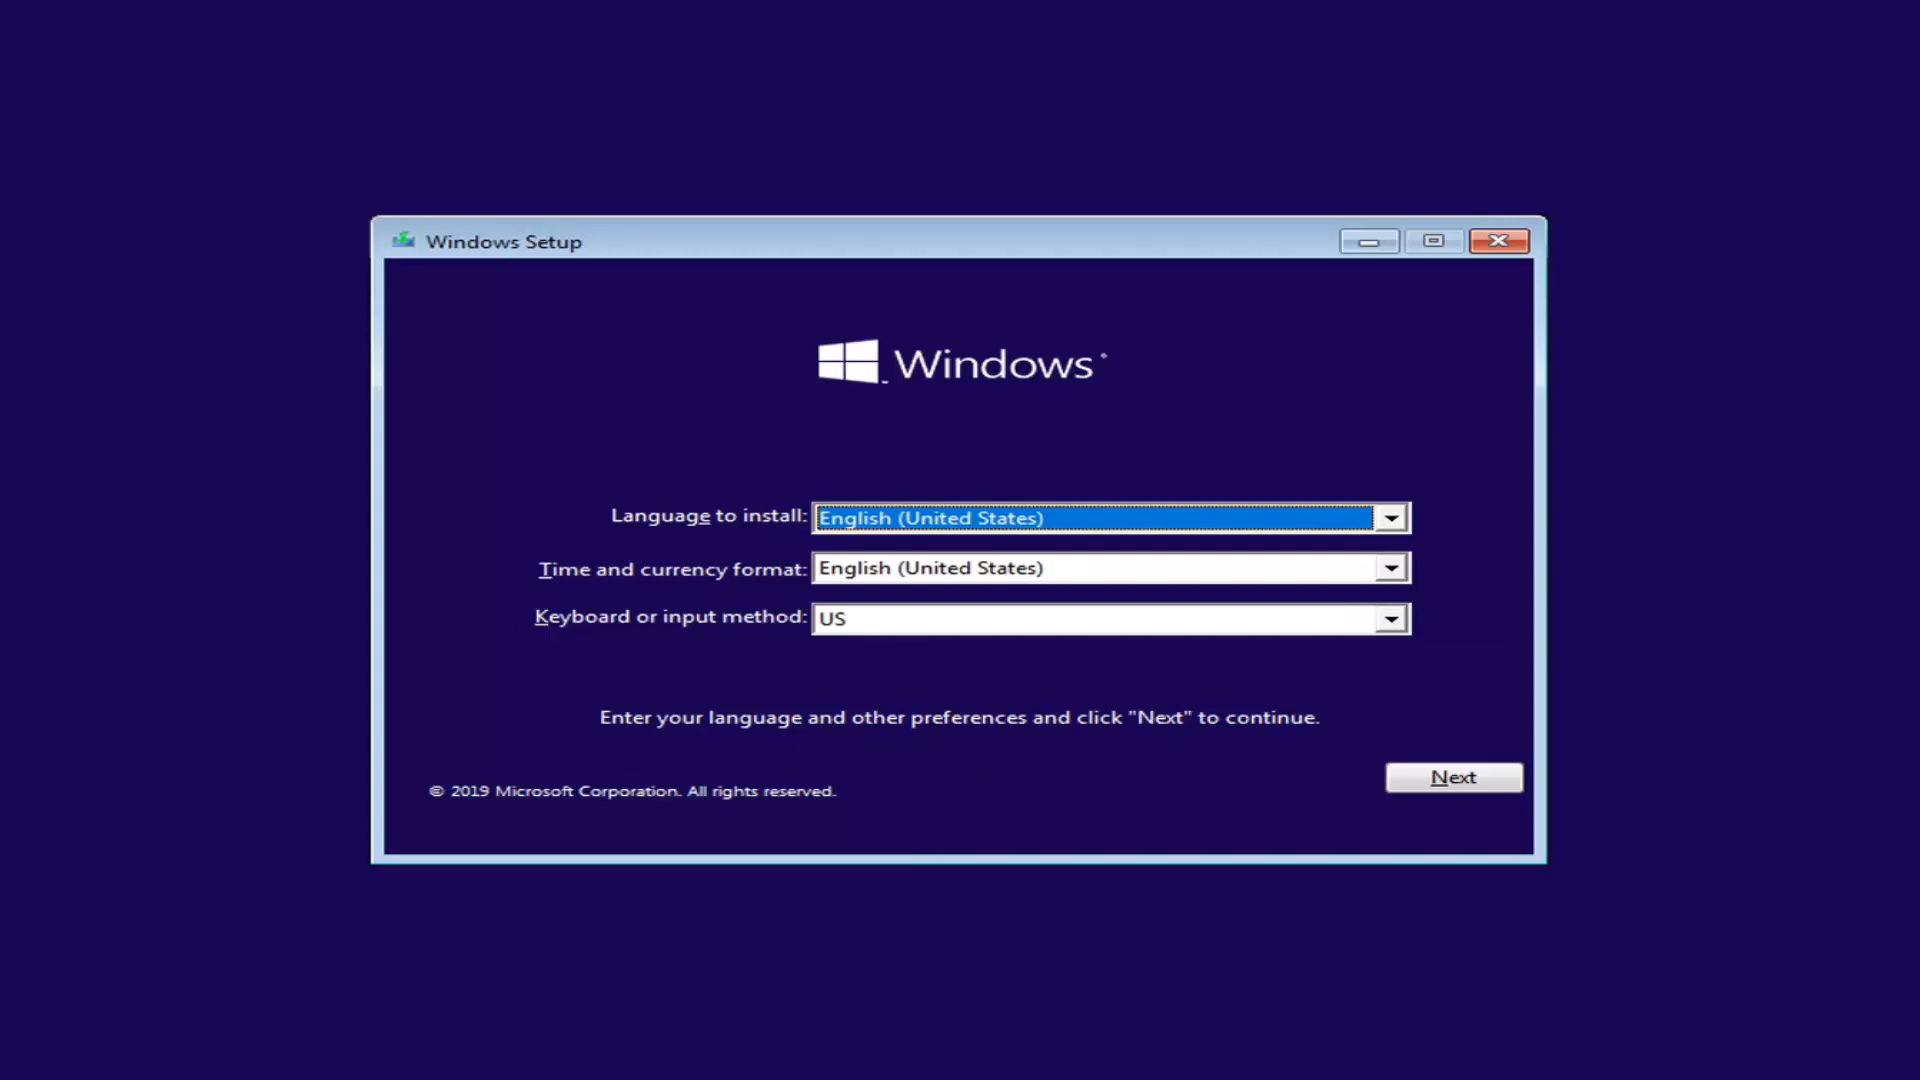 Windows Setup
Windows
Language to install: English (United States)
Time and currency format: English (United States)
Keyboard or input method: US
Enter your language and other preferences and click "Next" to continue.
Next
© 2019 Microsoft Corporation. All rights reserved.